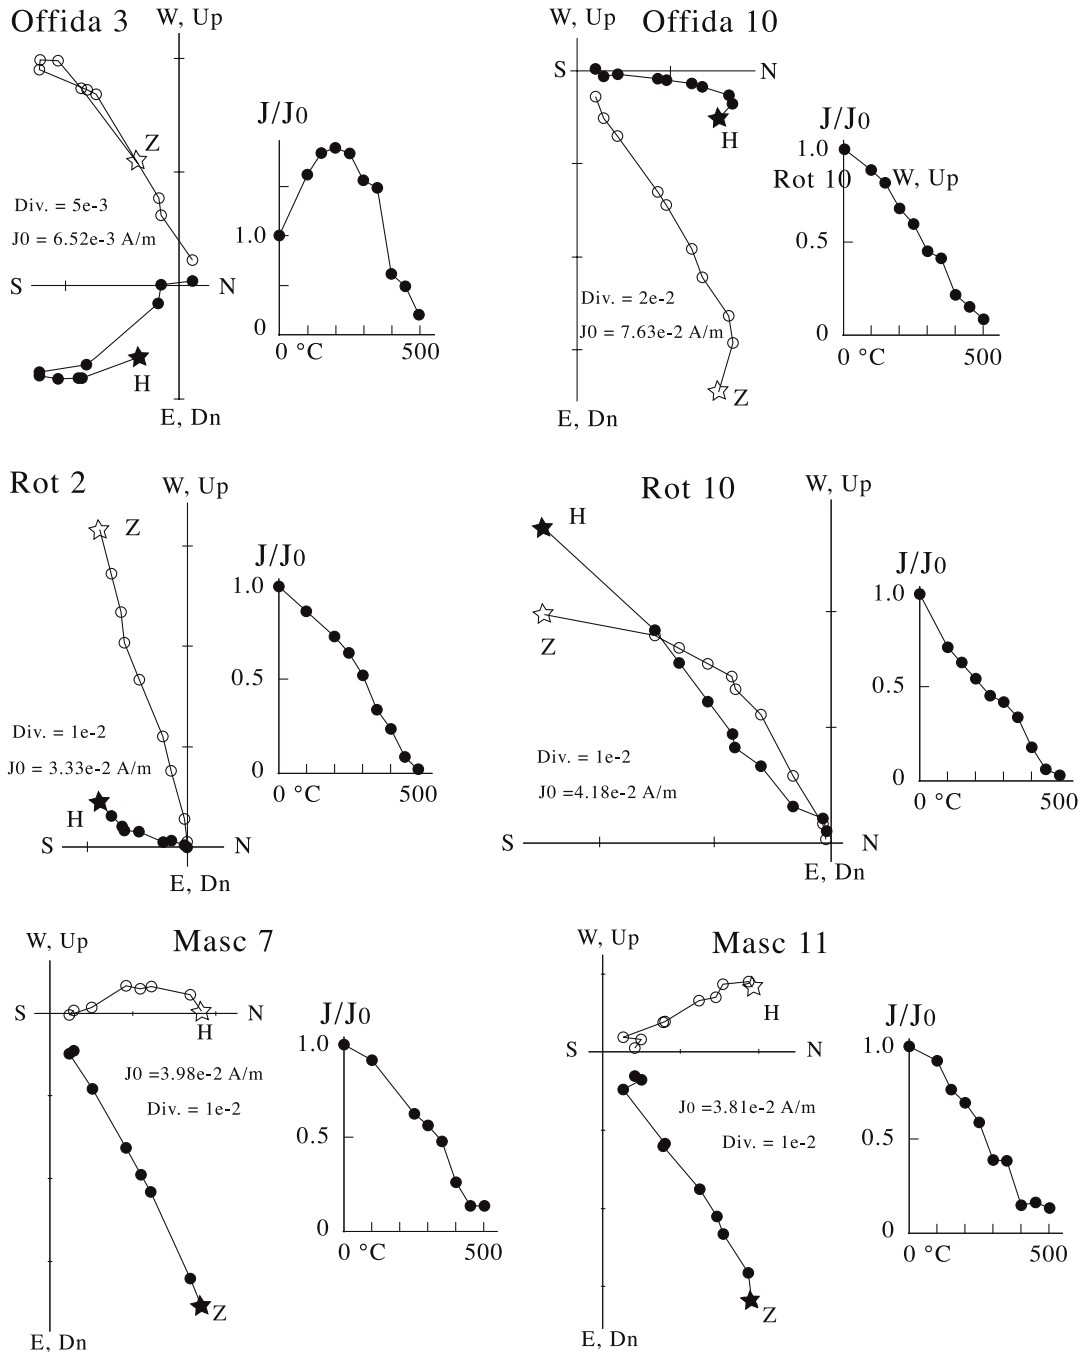 Offida 3
W, Up
Z
Div. = 5e-3
J0 = 6.52e-3 A/m
S
N
H
E, Dn
J/J0
1.0
0
0 °C
500
Offida 10
W, Up
S
N
H
Div. = 2e-2
J0 = 7.63e-2 A/m
Z
E, Dn
J/J0
1.0
Rot 10
W, Up
0.5
0
0 °C
500
Rot 2
W, Up
Z
Div. = 1e-2
J0 = 3.33e-2 A/m
H
S
N
E, Dn
J/J0
1.0
0.5
0
0 °C
500
Rot 10
W, Up
H
Z
Div. = 1e-2
J0 =4.18e-2 A/m
S
N
E, Dn
J/J0
1.0
0.5
0
0 °C
500
Masc 7
W, Up
S
N
H
J0 =3.98e-2 A/m
Div. = 1e-2
Z
E, Dn
J/J0
1.0
0.5
0
0 °C
500
Masc 11
W, Up
H
S
N
J0 =3.81e-2 A/m
Div. = 1e-2
Z
E, Dn
J/J0
1.0
0.5
0
0 °C
500